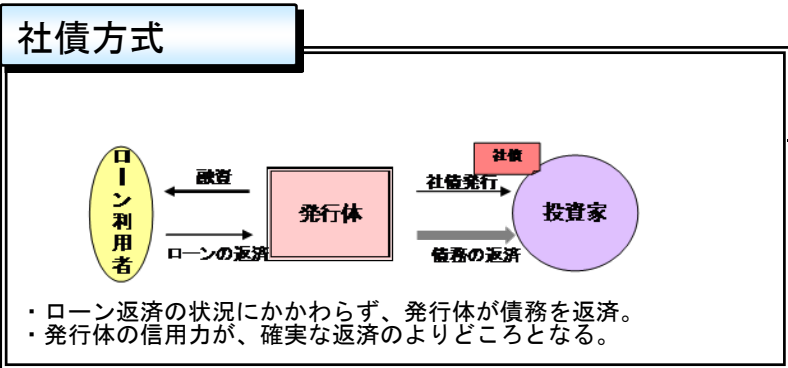 社債方式
社債
ローン利用者
融資
発行体
社債発行
投資家
ローンの返済
債務の返済
・ローン返済の状況にかかわらず、発行体が債務を返済。
・発行体の信用力が、確実な返済のよりどころとなる。